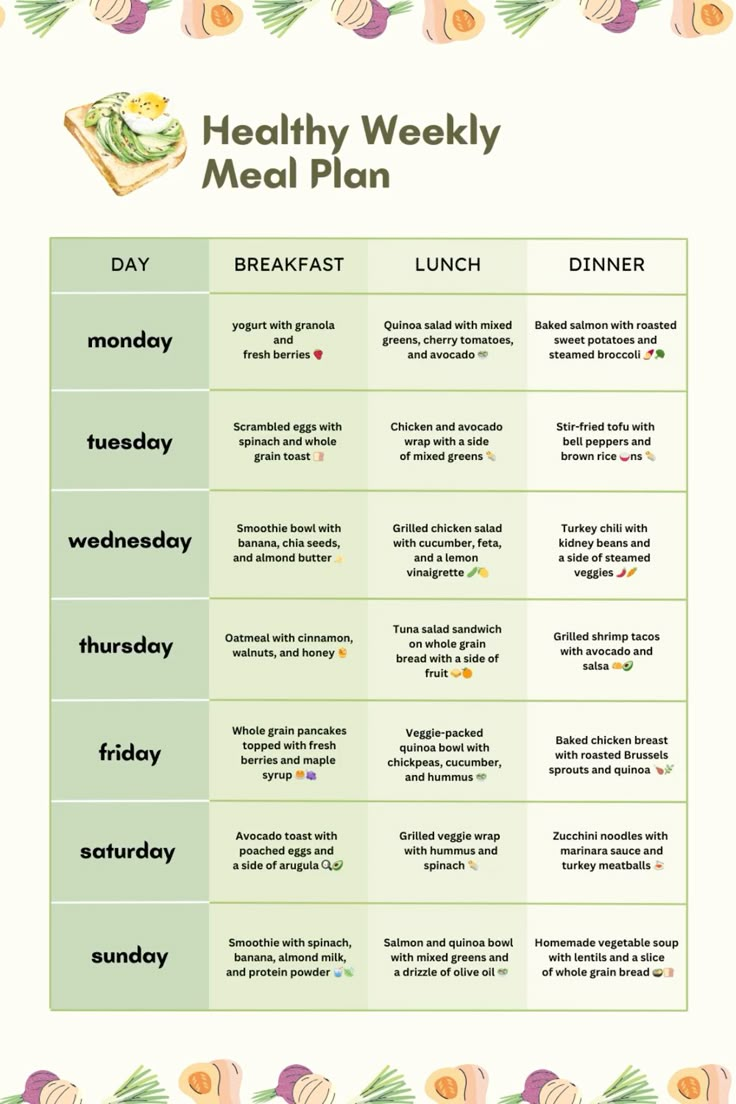 Healthy Weekly
Meal Plan
DAY
BREAKFAST
LUNCH
DINNER
monday
yogurt with granola
and
fresh berries 🍓
Quinoa salad with mixed
greens, cherry tomatoes,
and avocado 🥗
Baked salmon with roasted
sweet potatoes and
steamed broccoli 🍠🥦
tuesday
Scrambled eggs with
spinach and whole
grain toast 🍞
Chicken and avocado
wrap with a side
of mixed greens 🌯
Stir-fried tofu with
bell peppers and
brown rice 🍚ns 🌯
wednesday
Smoothie bowl with
banana, chia seeds,
and almond butter 🍌
Grilled chicken salad
with cucumber, feta,
and a lemon
vinaigrette 🥒🍋
Turkey chili with
kidney beans and
a side of steamed
veggies 🌶️🌽
thursday
Oatmeal with cinnamon,
walnuts, and honey 🍯
Tuna salad sandwich
on whole grain
bread with a side of
fruit 🥪🍊
Grilled shrimp tacos
with avocado and
salsa 🌮🥑
friday
Whole grain pancakes
topped with fresh
berries and maple
syrup 🥞🍇
Veggie-packed
quinoa bowl with
chickpeas, cucumber,
and hummus 🥗
Baked chicken breast
with roasted Brussels
sprouts and quinoa 🍗🌿
saturday
Avocado toast with
poached eggs and
a side of arugula 🍳🥑
Grilled veggie wrap
with hummus and
spinach 🌯
Zucchini noodles with
marinara sauce and
turkey meatballs 🍝
sunday
Smoothie with spinach,
banana, almond milk,
and protein powder 🥤🍃
Salmon and quinoa bowl
with mixed greens and
a drizzle of olive oil 🥗
Homemade vegetable soup
with lentils and a slice
of whole grain bread 🍲🍞